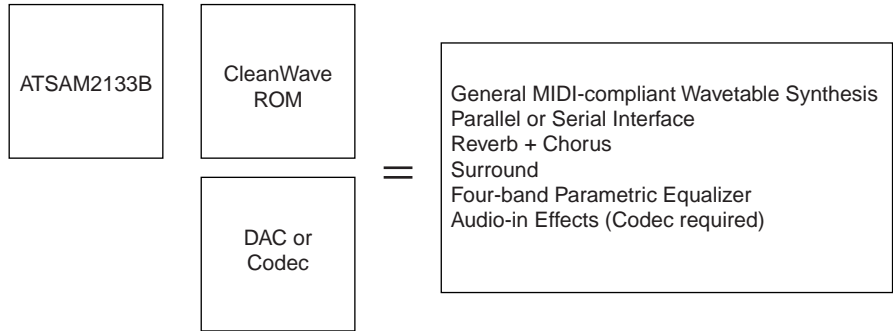 ATSAM2133B
CleanWave
ROM
DAC or
Codec
=
General MIDI-compliant Wavetable Synthesis
Parallel or Serial Interface
Reverb + Chorus
Surround
Four-band Parametric Equalizer
Audio-in Effects (Codec required)